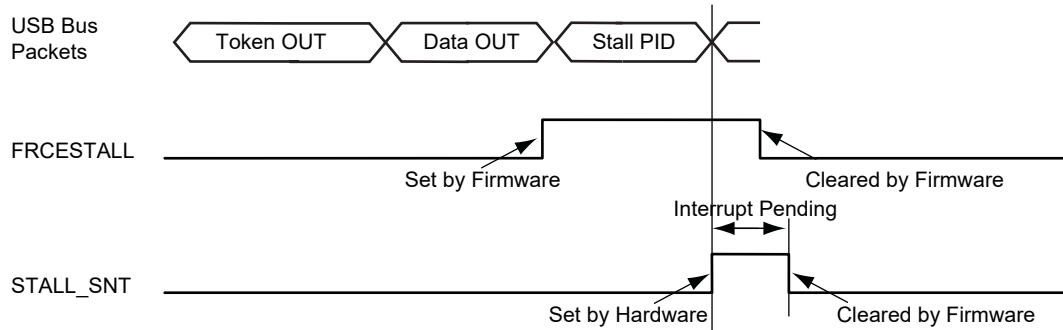 USB Bus
Packets
Token OUT
Data OUT
Stall PID
FRCESTALL
Set by Firmware
Cleared by Firmware
Interrupt Pending
STALL_SNT
Set by Hardware
Cleared by Firmware